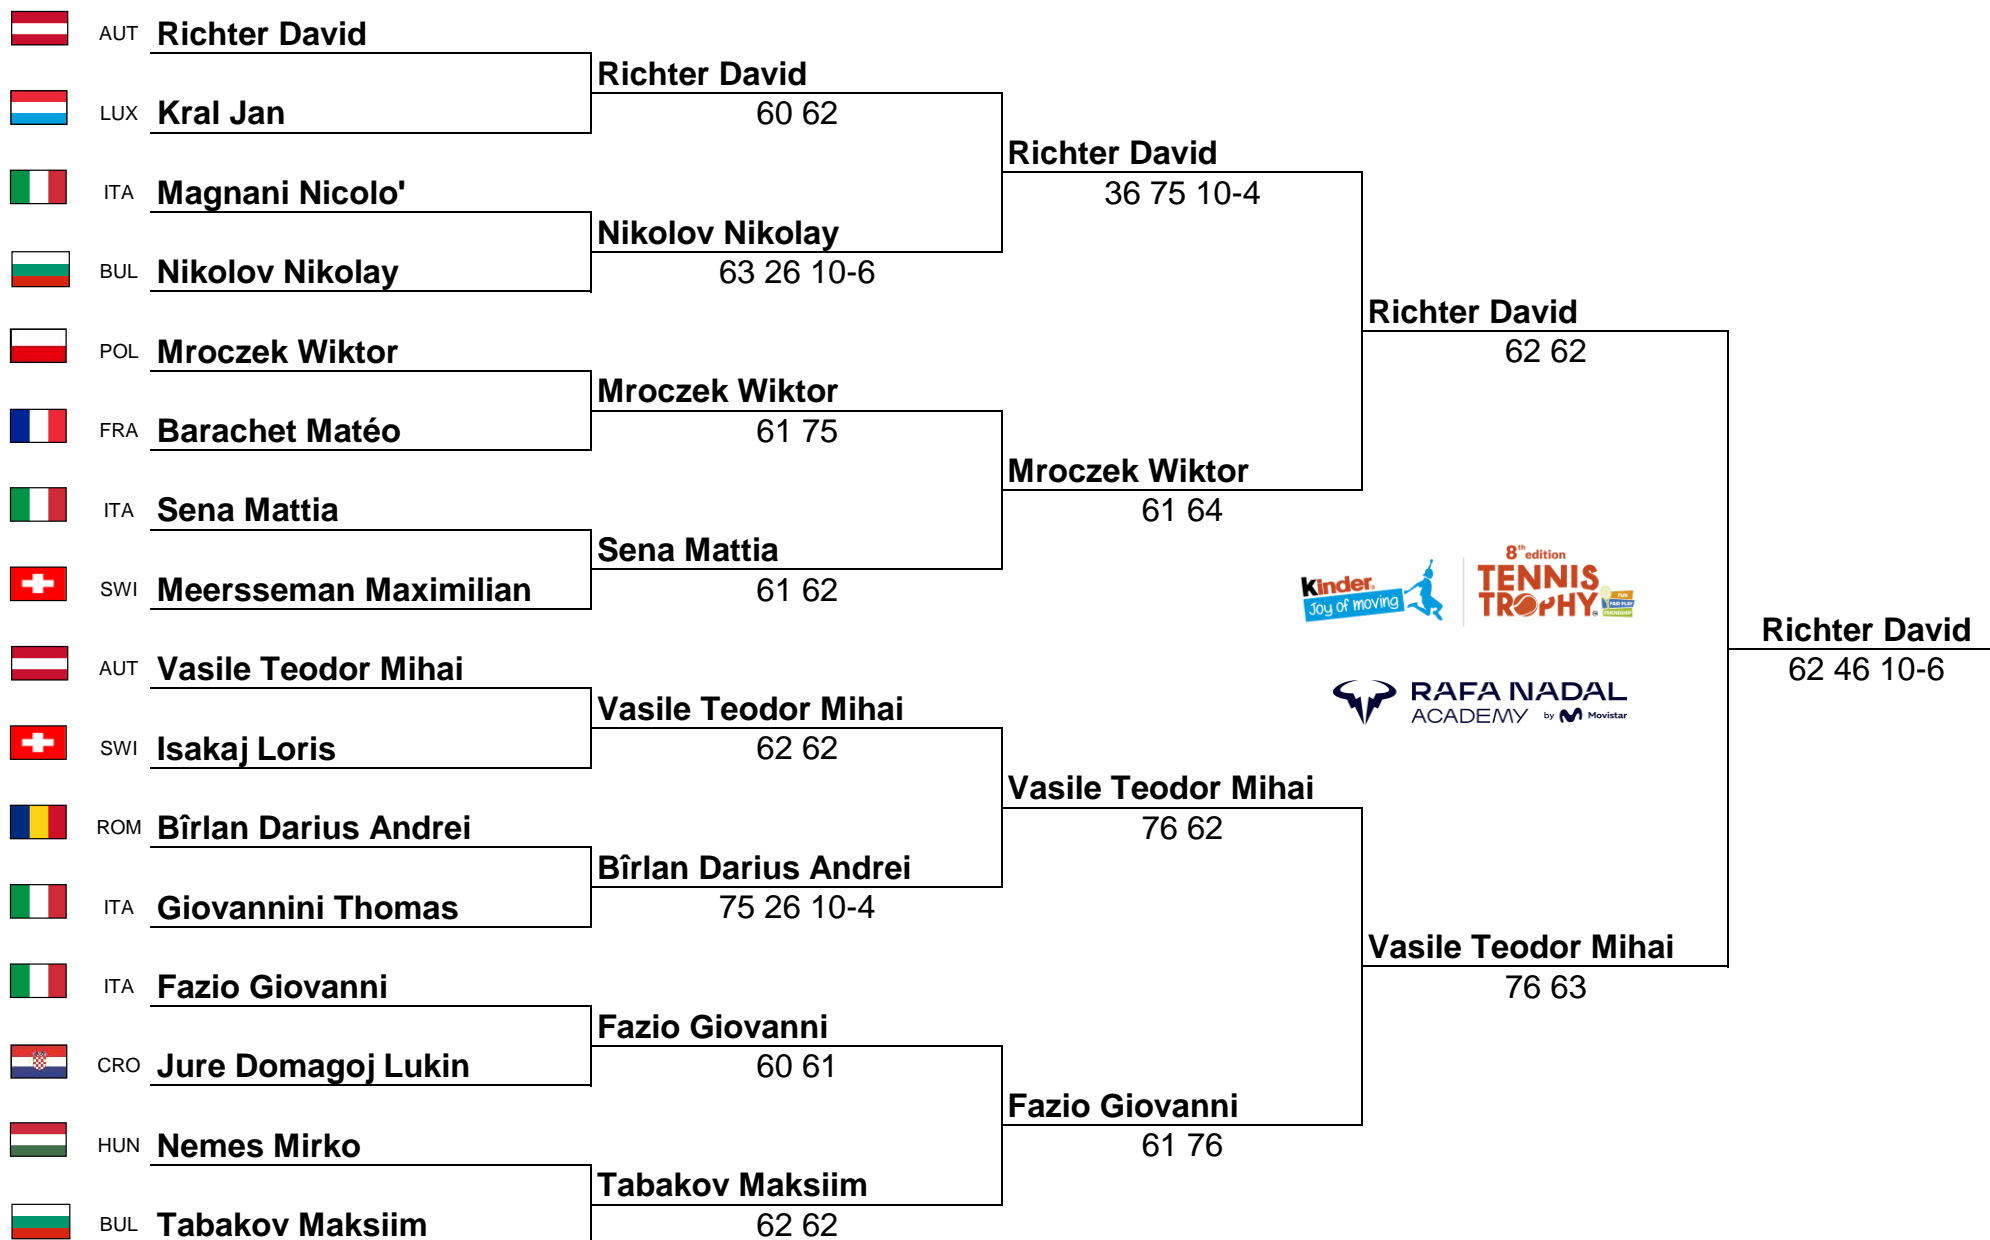 AUT Richter David
Richter David
LUX Kral Jan
60 62
Richter David
ITA Magnani Nicolo'
36 75 10-4
Nikolov Nikolay
BUL Nikolov Nikolay
63 26 10-6
Richter David
POL Mroczek Wiktor
62 62
Mroczek Wiktor
FRA Barachet Matéo
61 75
Mroczek Wiktor
ITA Sena Mattia
61 64
Sena Mattia
SWI Meersseman Maximilian
61 62
Kinder
Joy of moving
8th edition
TENNIS
TROPHY
FUN
FAIR PLAY
FRIENDSHIP
Richter David
62 46 10-6
AUT Vasile Teodor Mihai
RAFA NADAL
ACADEMY by Movistar
Vasile Teodor Mihai
SWI Isakaj Loris
62 62
Vasile Teodor Mihai
ROM Bîrlan Darius Andrei
76 62
Bîrlan Darius Andrei
ITA Giovannini Thomas
75 26 10-4
Vasile Teodor Mihai
ITA Fazio Giovanni
76 63
Fazio Giovanni
CRO Jure Domagoj Lukin
60 61
Fazio Giovanni
HUN Nemes Mirko
61 76
Tabakov Maksiim
BUL Tabakov Maksiim
62 62